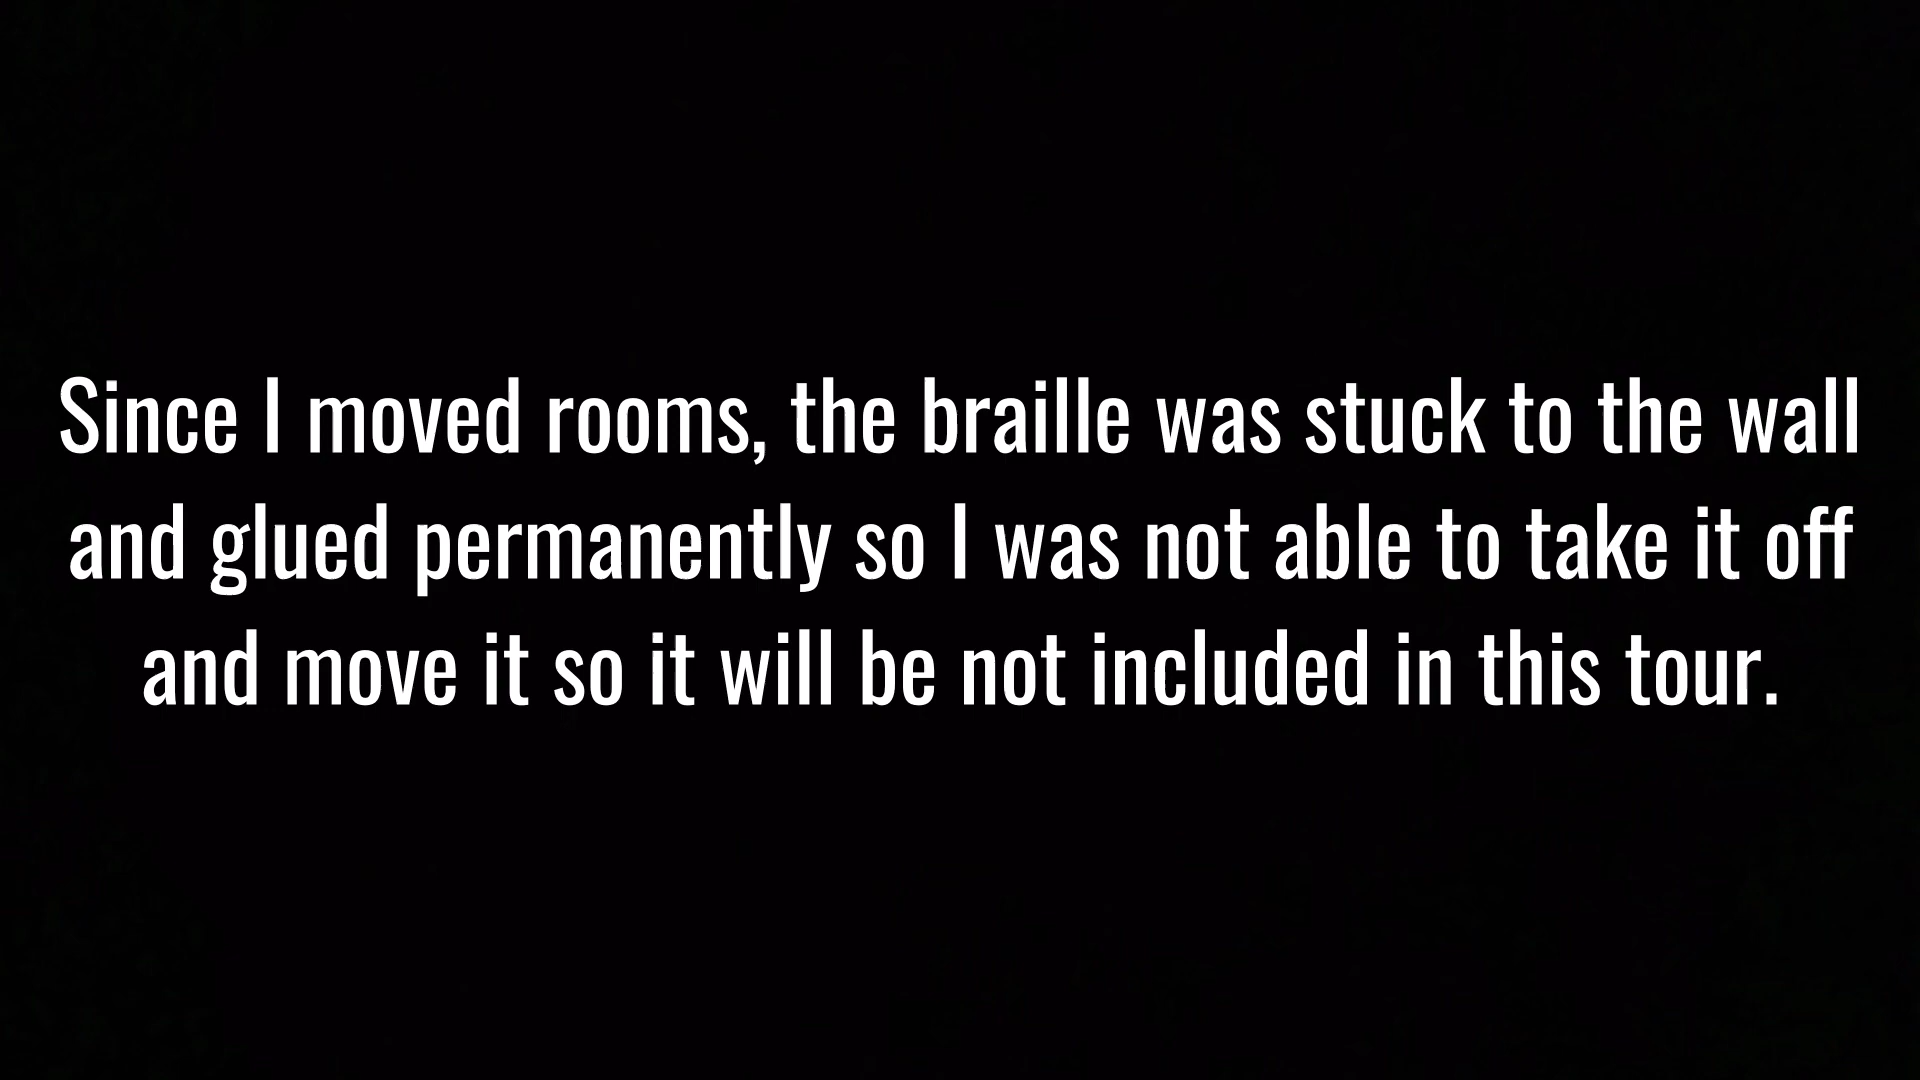 Since I moved rooms, the braille was stuck to the wall
and glued permanently so I was not able to take it off
and move it so it will be not included in this tour.